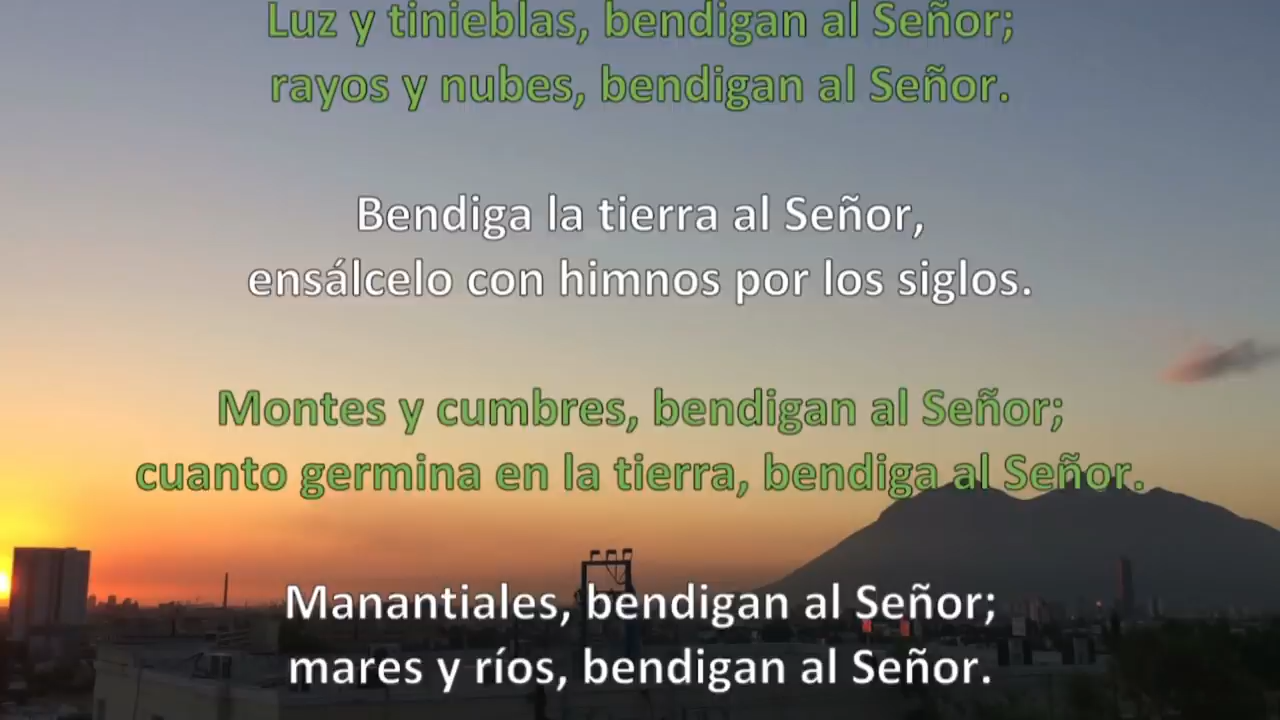 Luz y tinieblas, bendigan al Señor;
rayos y nubes, bendigan al Señor.
Bendiga la tierra al Señor,
ensálcelo con himnos por los siglos.
Montes y cumbres, bendigan al Señor;
cuanto germina en la tierra, bendiga al Señor.
Manantiales, bendigan al Señor;
mares y ríos, bendigan al Señor.